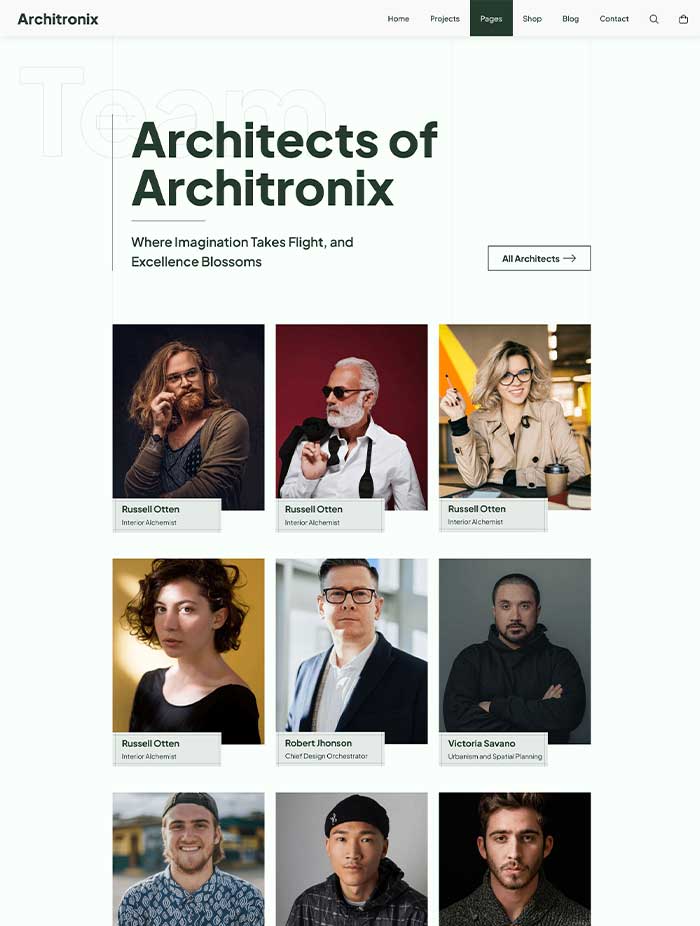 Architronix
Home Projects Pages Shop Blog Contact
Team
Architects of
Architronix
Where Imagination Takes Flight, and
Excellence Blossoms
All Architects
Russell Otten
Interior Alchemist
Russell Otten
Interior Alchemist
Russell Otten
Interior Alchemist
Russell Otten
Interior Alchemist
Robert Jhonson
Chief Design Orchestrator
Victoria Savano
Urbanism and Spatial Planning